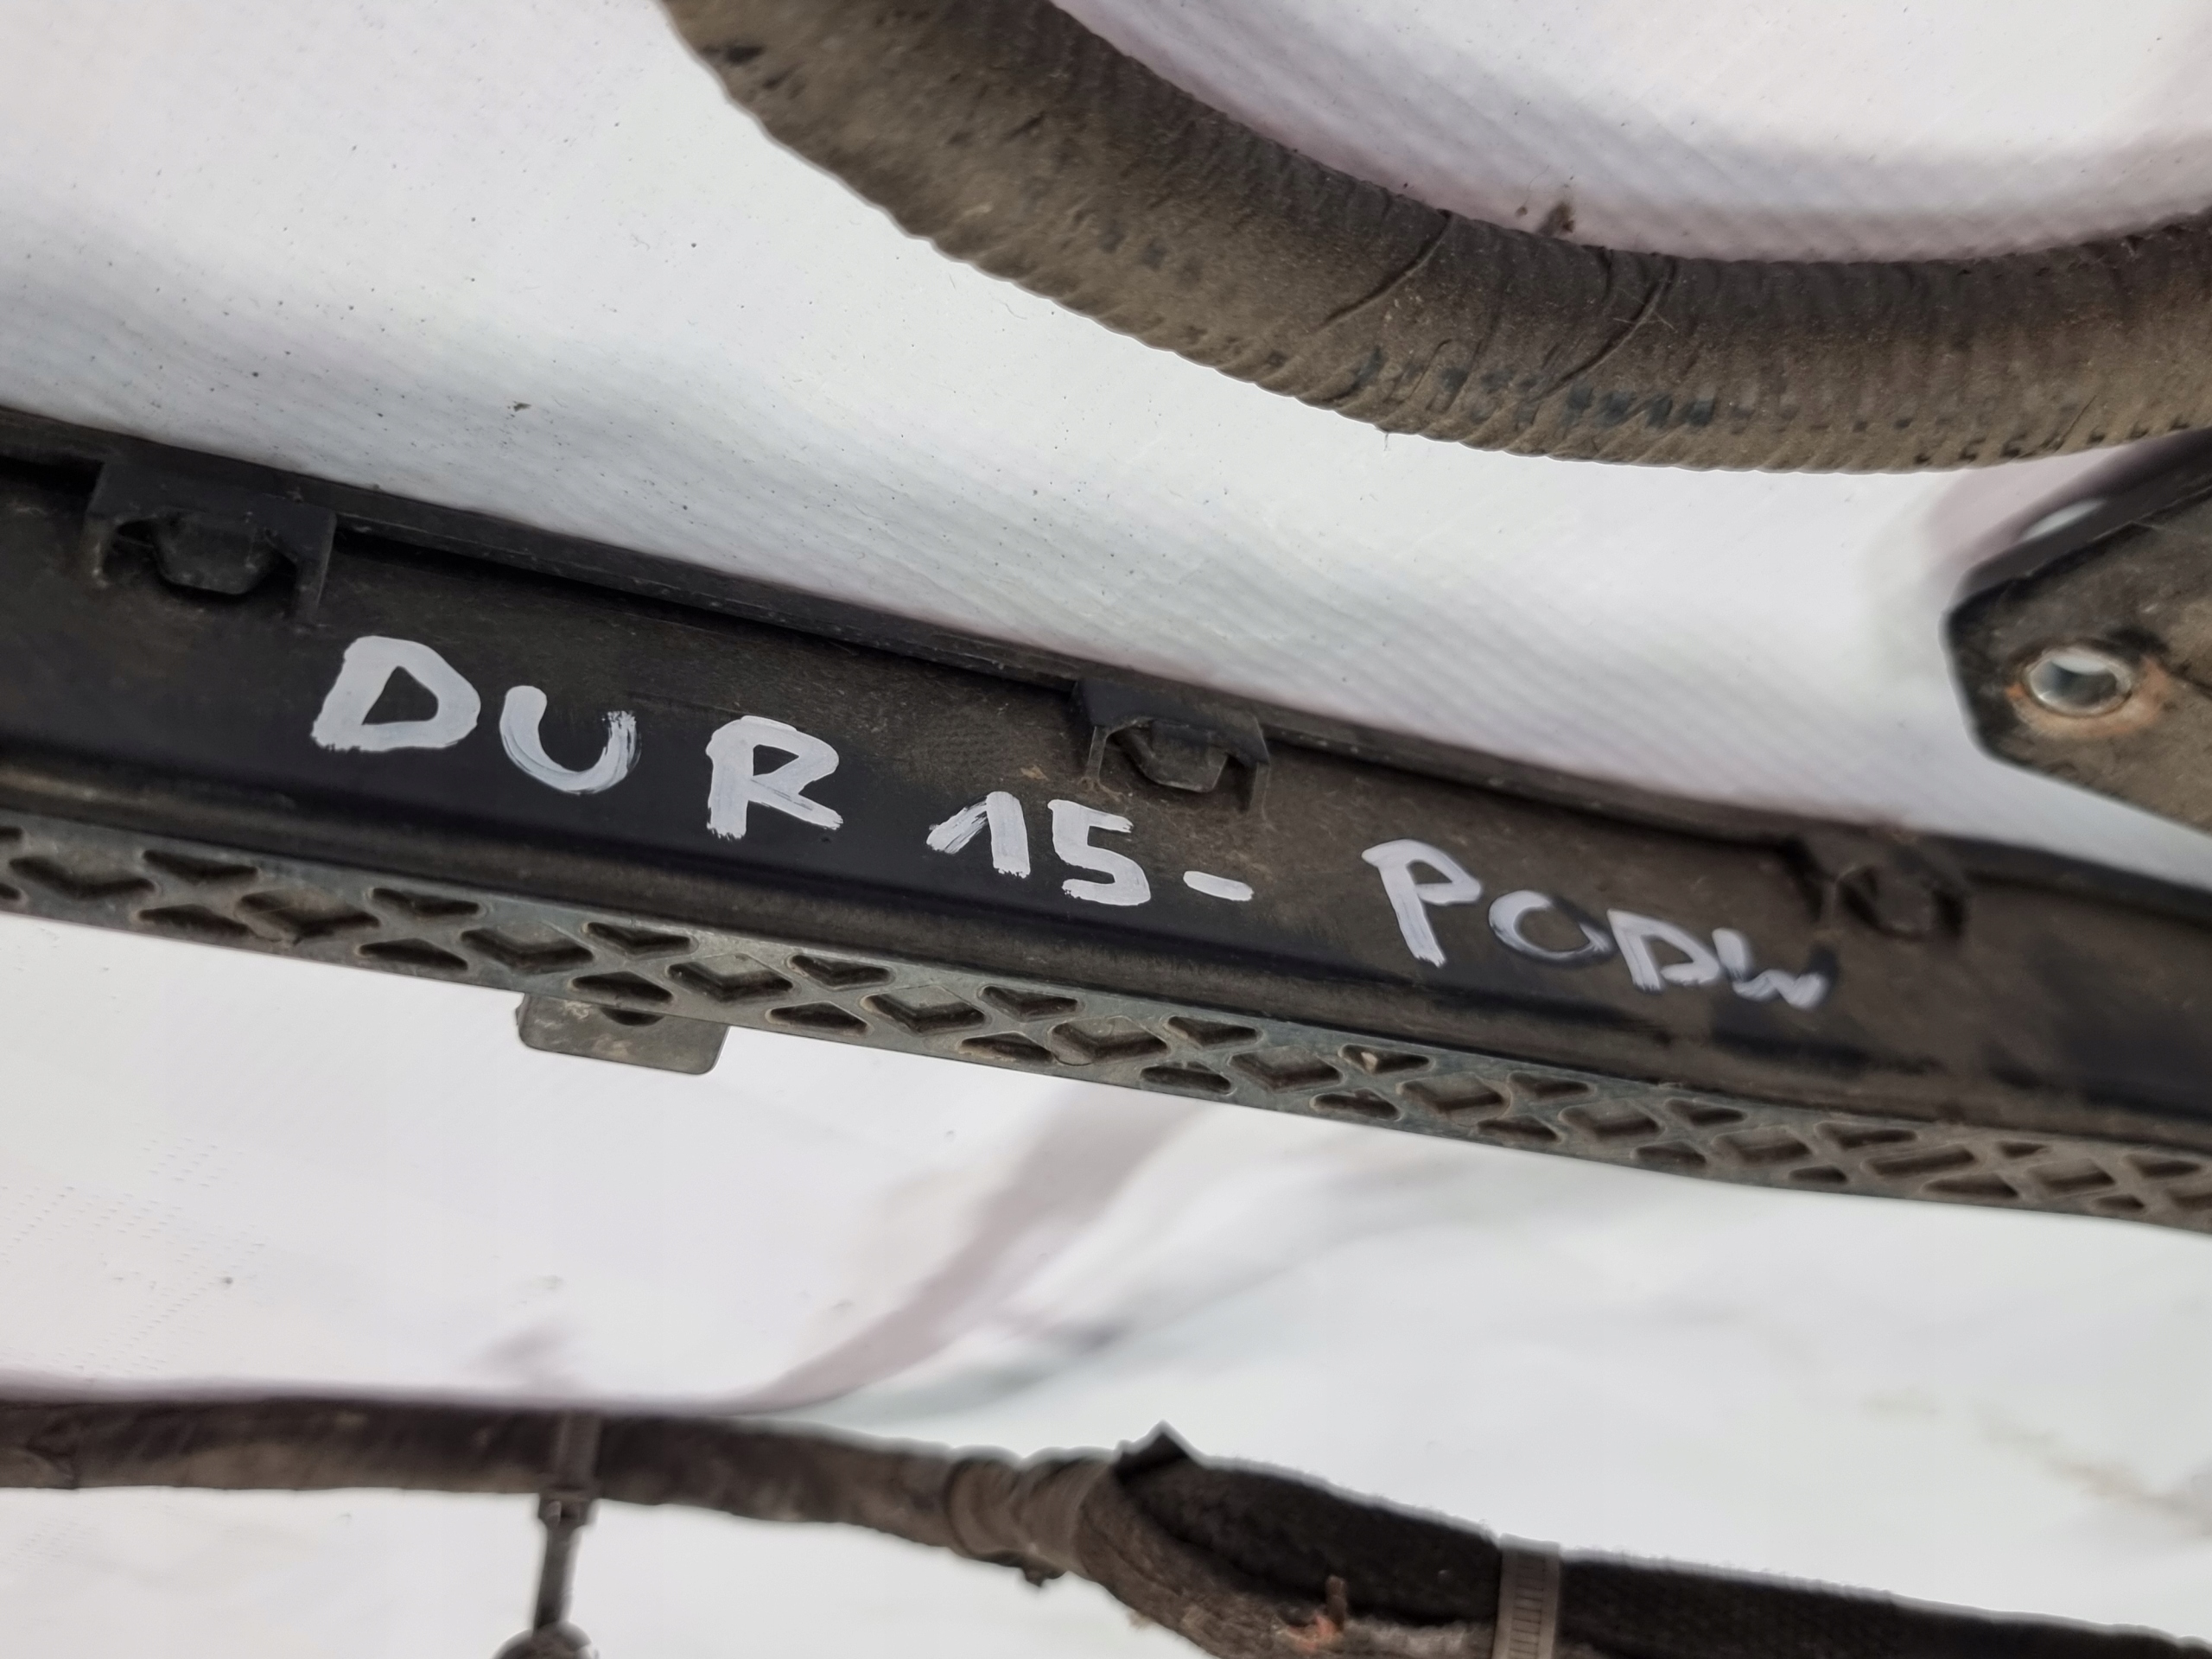 DUR 15- PODW